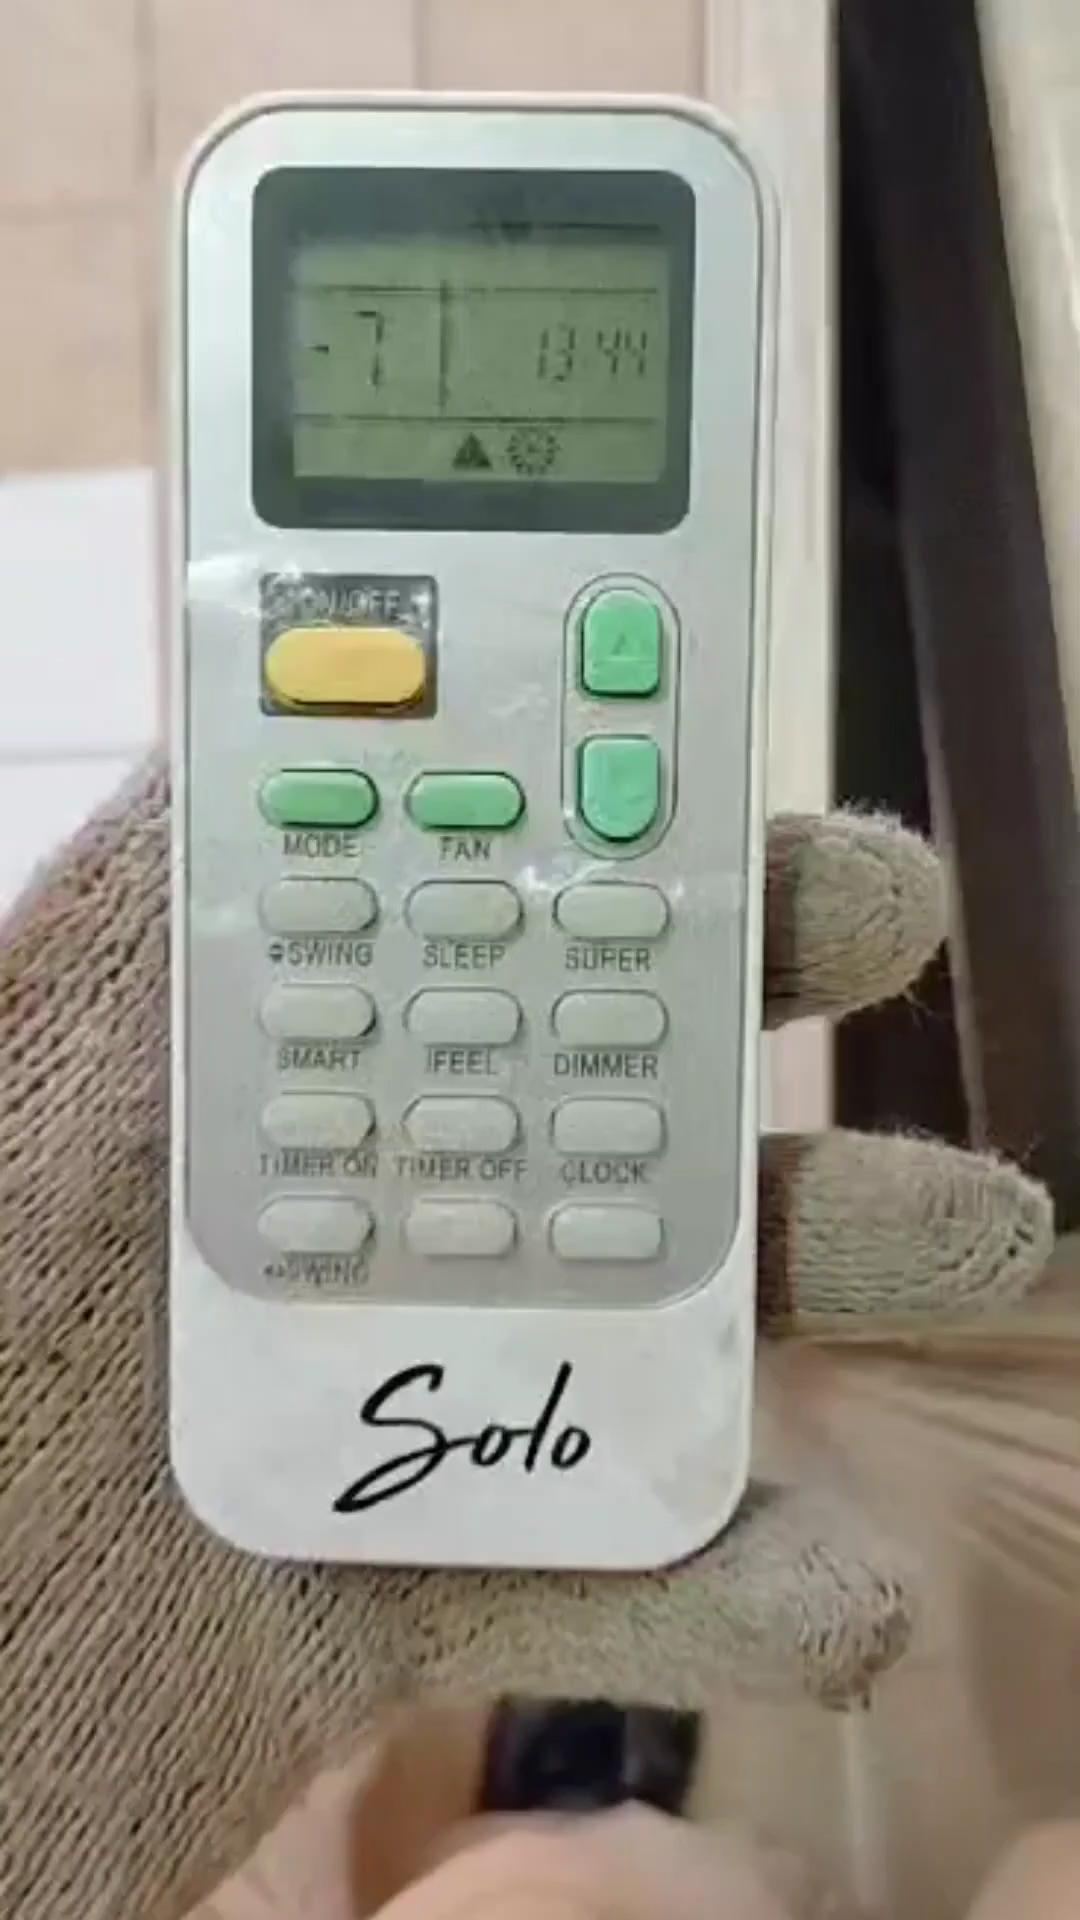 -7 13:44
ON/OFF
MODE FAN
SWING SLEEP SUPER
SMART IFEEL DIMMER
TIMER ON TIMER OFF CLOCK
SWING
Solo